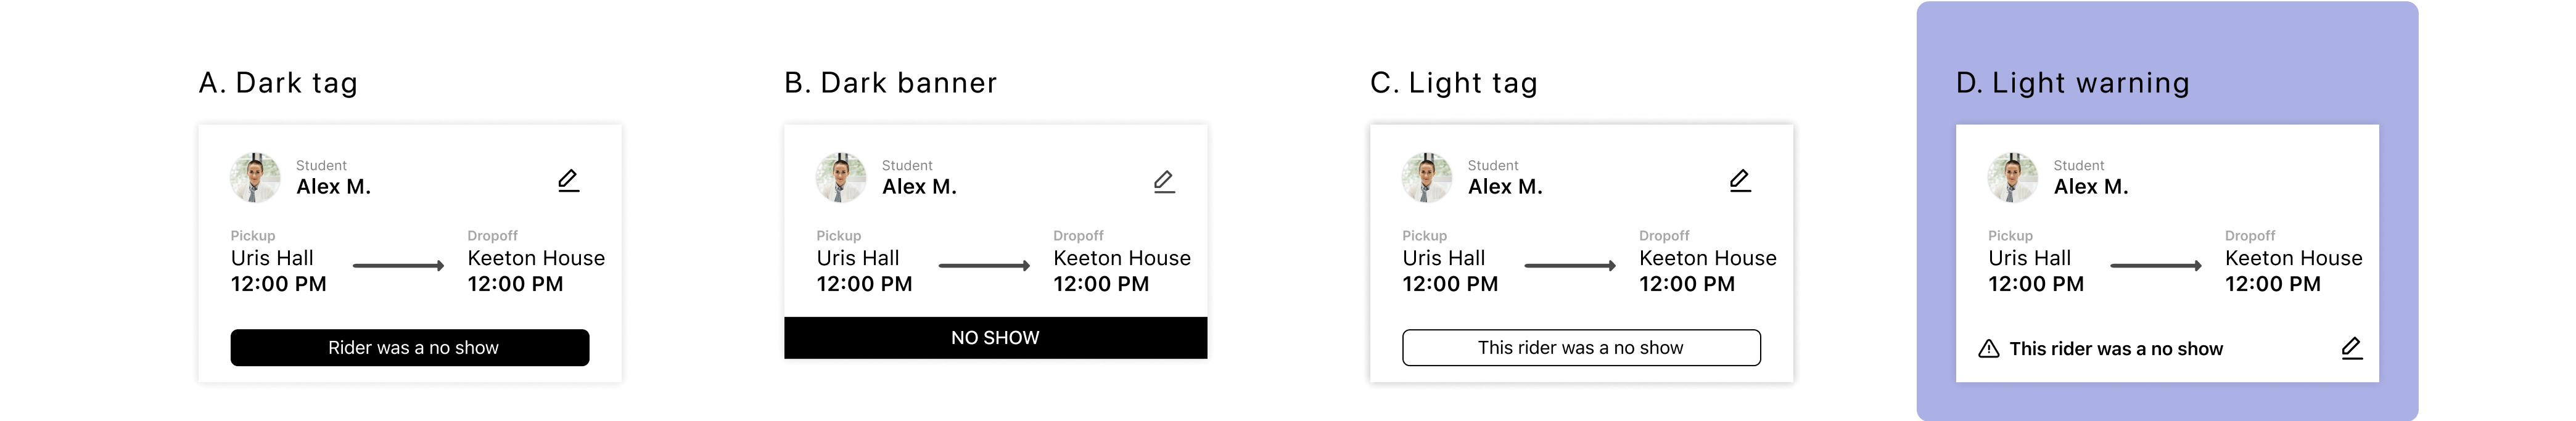 A. Dark tag
Student
Alex M.
Pickup
Uris Hall
12:00 PM
Dropoff
Keeton House
12:00 PM
Rider was a no show
B. Dark banner
Student
Alex M.
Pickup
Uris Hall
12:00 PM
Dropoff
Keeton House
12:00 PM
NO SHOW
C. Light tag
Student
Alex M.
Pickup
Uris Hall
12:00 PM
Dropoff
Keeton House
12:00 PM
This rider was a no show
D. Light warning
Student
Alex M.
Pickup
Uris Hall
12:00 PM
Dropoff
Keeton House
12:00 PM
This rider was a no show